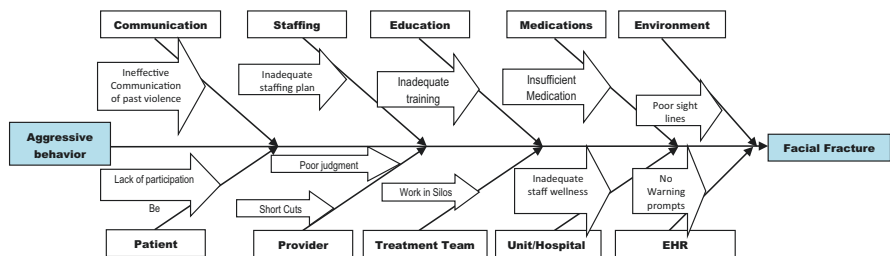 Communication
Staffing
Education
Medications
Environment
Ineffective
Communication
of past violence
Inadequate
staffing plan
Inadequate
training
Insufficient
Medication
Poor sight
lines
Aggressive
behavior
Facial Fracture
Lack of participation
Be
Poor judgment
Short Cuts
Work in Silos
Inadequate
staff wellness
No
Warning
prompts
Patient
Provider
Treatment Team
Unit/Hospital
EHR